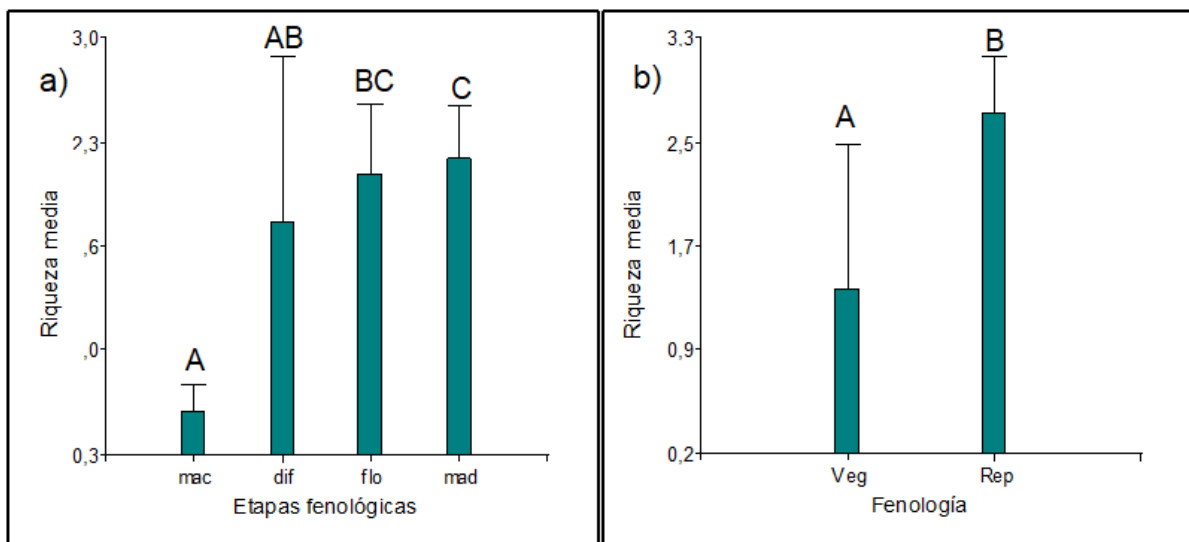 a)
3,0
2,3
,6
,0
0,3
Riqueza media
A
AB
BC
C
mac dif flo mad
Etapas fenológicas
b)
3.3
2,5
1,7
0,9
0,2
Riqueza media
A
B
Veg Rep
Fenología